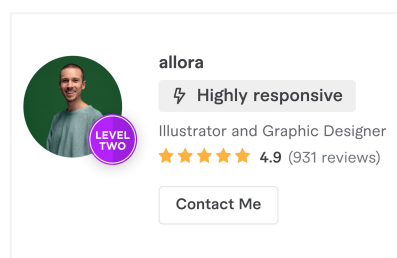 allora
Highly responsive
Illustrator and Graphic Designer
4.9 (931 reviews)
LEVEL
TWO
Contact Me